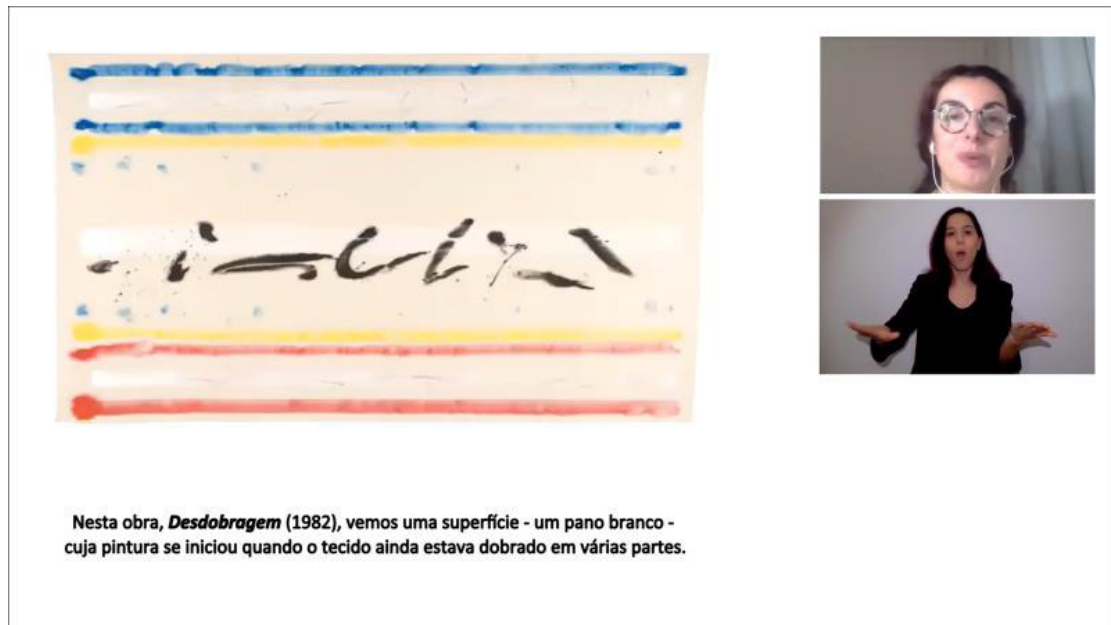 Nesta obra, Desdobragem (1982), vemos uma superfície - um pano branco -
cuja pintura se iniciou quando o tecido ainda estava dobrado em várias partes.